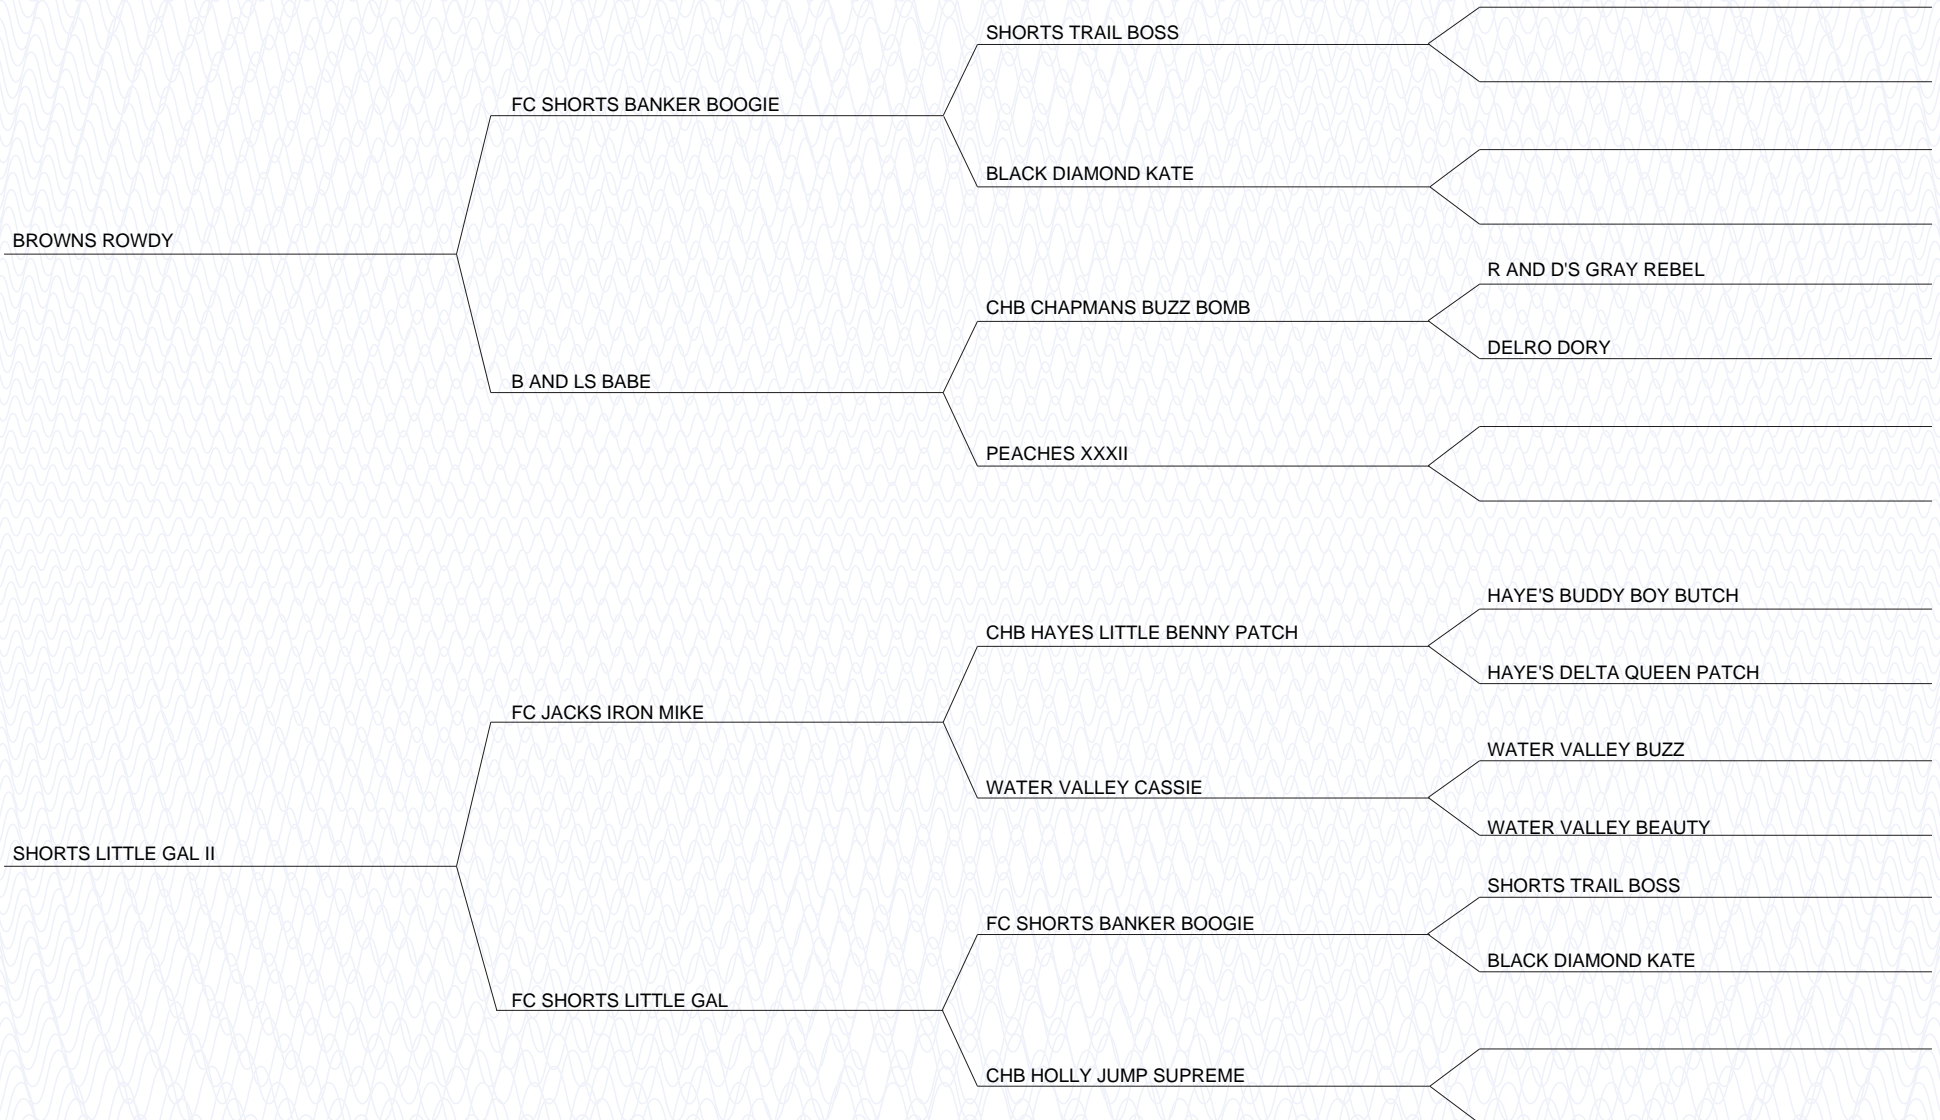 SHORTS TRAIL BOSS
FC SHORTS BANKER BOOGIE
BLACK DIAMOND KATE
BROWNS ROWDY
R AND D'S GRAY REBEL
CHB CHAPMANS BUZZ BOMB
DELRO DORY
B AND LS BABE
PEACHES XXXII
HAYE'S BUDDY BOY BUTCH
CHB HAYES LITTLE BENNY PATCH
HAYE'S DELTA QUEEN PATCH
FC JACKS IRON MIKE
WATER VALLEY BUZZ
WATER VALLEY CASSIE
WATER VALLEY BEAUTY
SHORTS LITTLE GAL II
SHORTS TRAIL BOSS
FC SHORTS BANKER BOOGIE
BLACK DIAMOND KATE
FC SHORTS LITTLE GAL
CHB HOLLY JUMP SUPREME